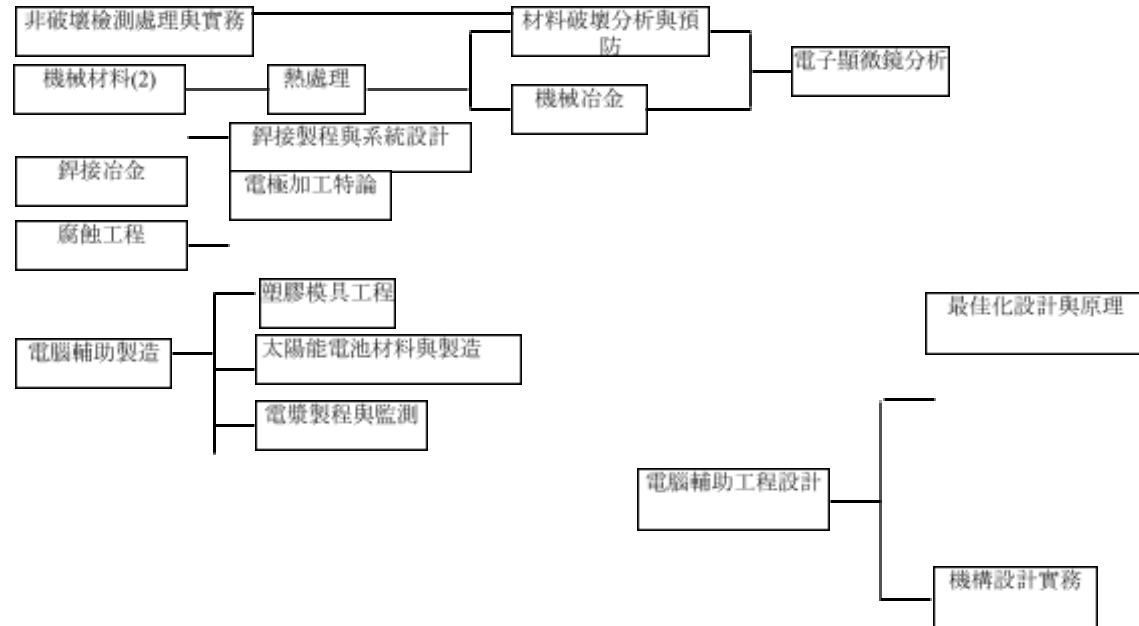 非破壞檢測處理與實務
材料破壞分析與預
防
電子顯微鏡分析
機械材料(2)
熱處理
機械冶金
銲接製程與系統設計
銲接冶金
電極加工特論
腐蝕工程
塑膠模具工程
最佳化設計與原理
電腦輔助製造
太陽能電池材料與製造
電漿製程與監測
電腦輔助工程設計
機構設計實務